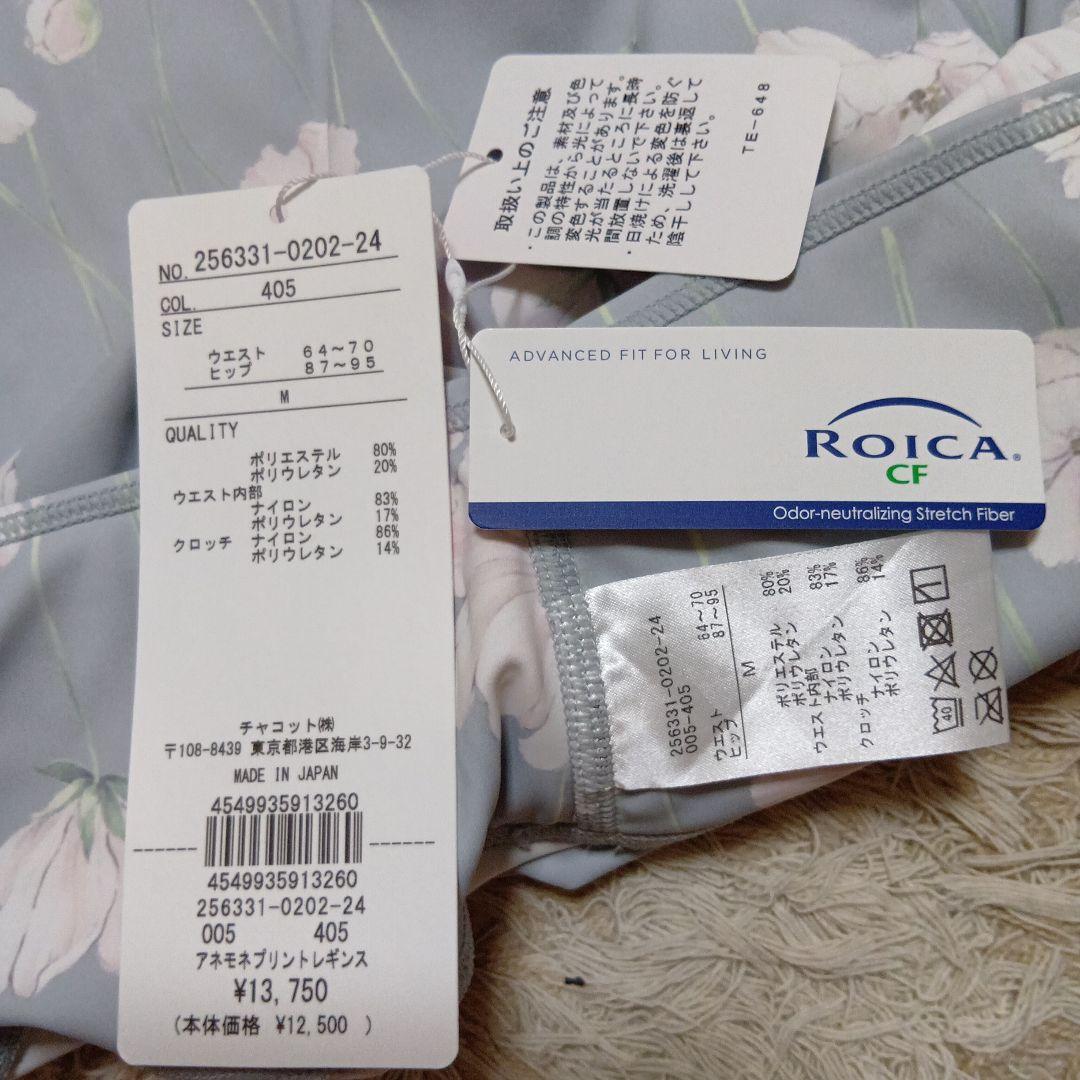 NO. 256331-0202-24
COL. 405
SIZE
ウエスト 64～70
ヒップ 87～95
M
QUALITY
ポリエステル 80%
ポリウレタン 20%
ウエスト内部
ナイロン 83%
ポリウレタン 17%
クロッチ ナイロン 86%
ポリウレタン 14%
チャコット㈱
〒108-8439 東京都港区海岸3-9-32
MADE IN JAPAN
4549935913260
4549935913260
256331-0202-24
005 405
アネモネプリントレギンス
¥13,750
(本体価格 ¥12,500 )
取扱い上のご注意
・この製品は、素材及び色
調の特性から光によって
変色することがあります。
光が当たるところに長時
間放置しないで下さい。
・日焼けによる変色を防ぐ
ため、洗濯後は裏返して
陰干しして下さい。
TE-648
ADVANCED FIT FOR LIVING
ROICA®
CF
Odor-neutralizing Stretch Fiber
256331-0202-24
005-405
ウエスト 64～70
ヒップ 87～95
M
ポリエステル 80%
ポリウレタン 20%
ウエスト内部
ナイロン 83%
ポリウレタン 17%
クロッチ
ナイロン 86%
ポリウレタン 14%
40